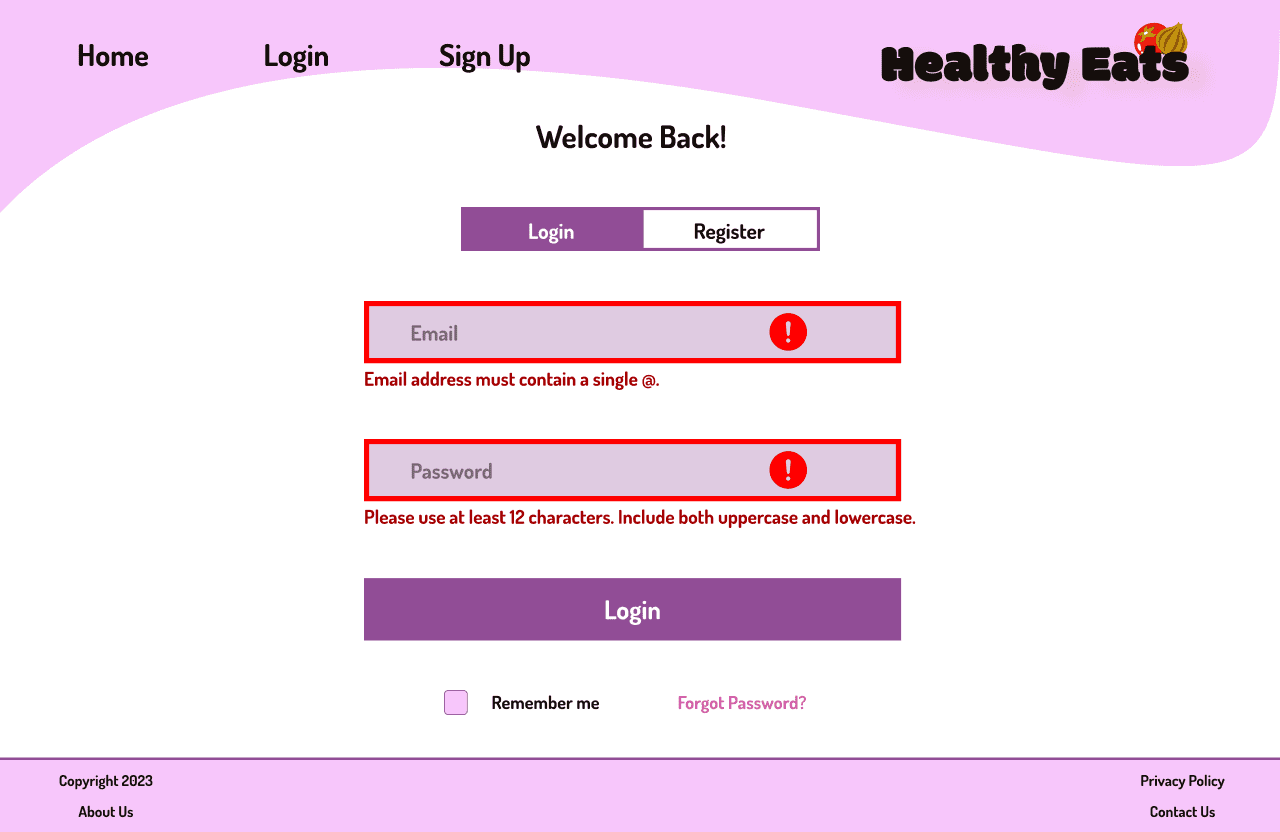 Home Login Sign Up Healthy Eats
Welcome Back!
Login Register
Email
Email address must contain a single @.
Password
Please use at least 12 characters. Include both uppercase and lowercase.
Login
Remember me Forgot Password?
Copyright 2023 Privacy Policy
About Us Contact Us